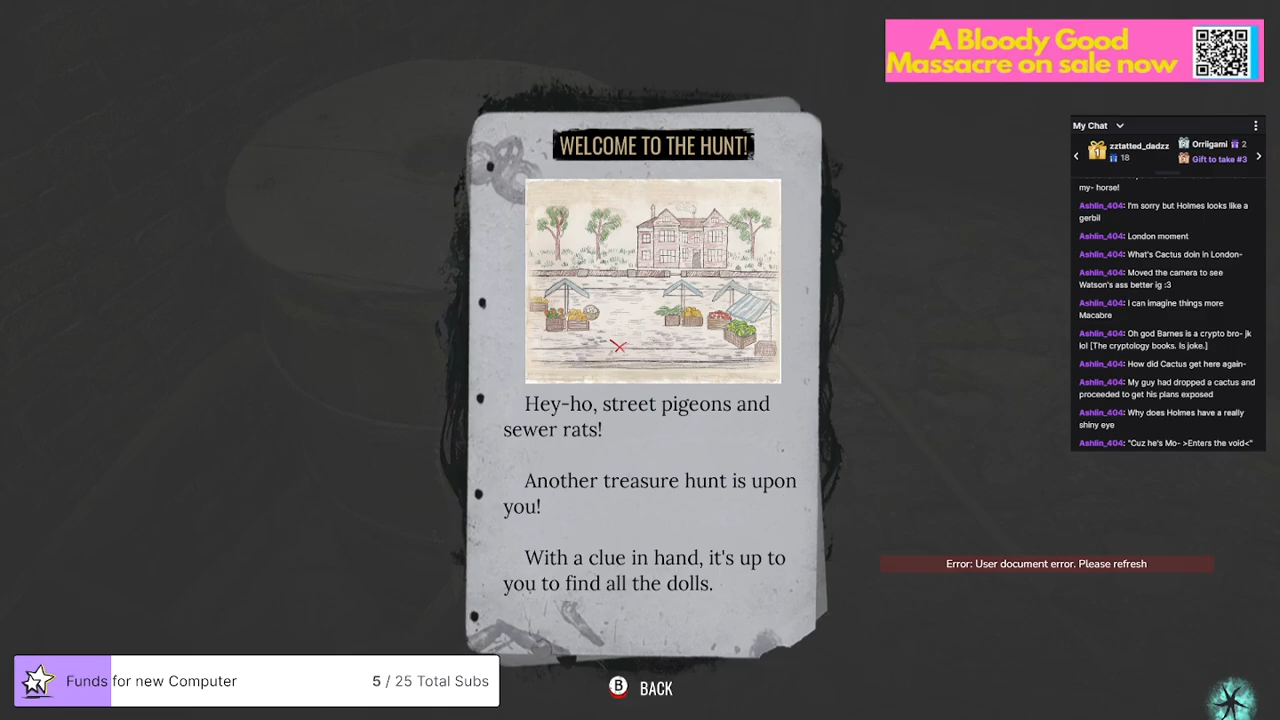 A Bloody Good
Massacre on sale now
WELCOME TO THE HUNT!
Hey-ho, street pigeons and
sewer rats!
Another treasure hunt is upon
you!
With a clue in hand, it's up to
you to find all the dolls.
B BACK
My Chat
1 zztatted_dadzz
18
Orriigami 2
Gift to take #3
my- horse!
Ashlin_404: I'm sorry but Holmes looks like a
gerbil
Ashlin_404: London moment
Ashlin_404: What's Cactus doin in London-
Ashlin_404: Moved the camera to see
Watson's ass better ig :3
Ashlin_404: I can imagine things more
Macabre
Ashlin_404: Oh god Barnes is a crypto bro- jk
lol [The cryptology books. Is joke.]
Ashlin_404: How did Cactus get here again-
Ashlin_404: My guy had dropped a cactus and
proceeded to get his plans exposed
Ashlin_404: Why does Holmes have a really
shiny eye
Ashlin_404: "Cuz he's Mo- >Enters the void<"
Error: User document error. Please refresh
Funds for new Computer
5 / 25 Total Subs